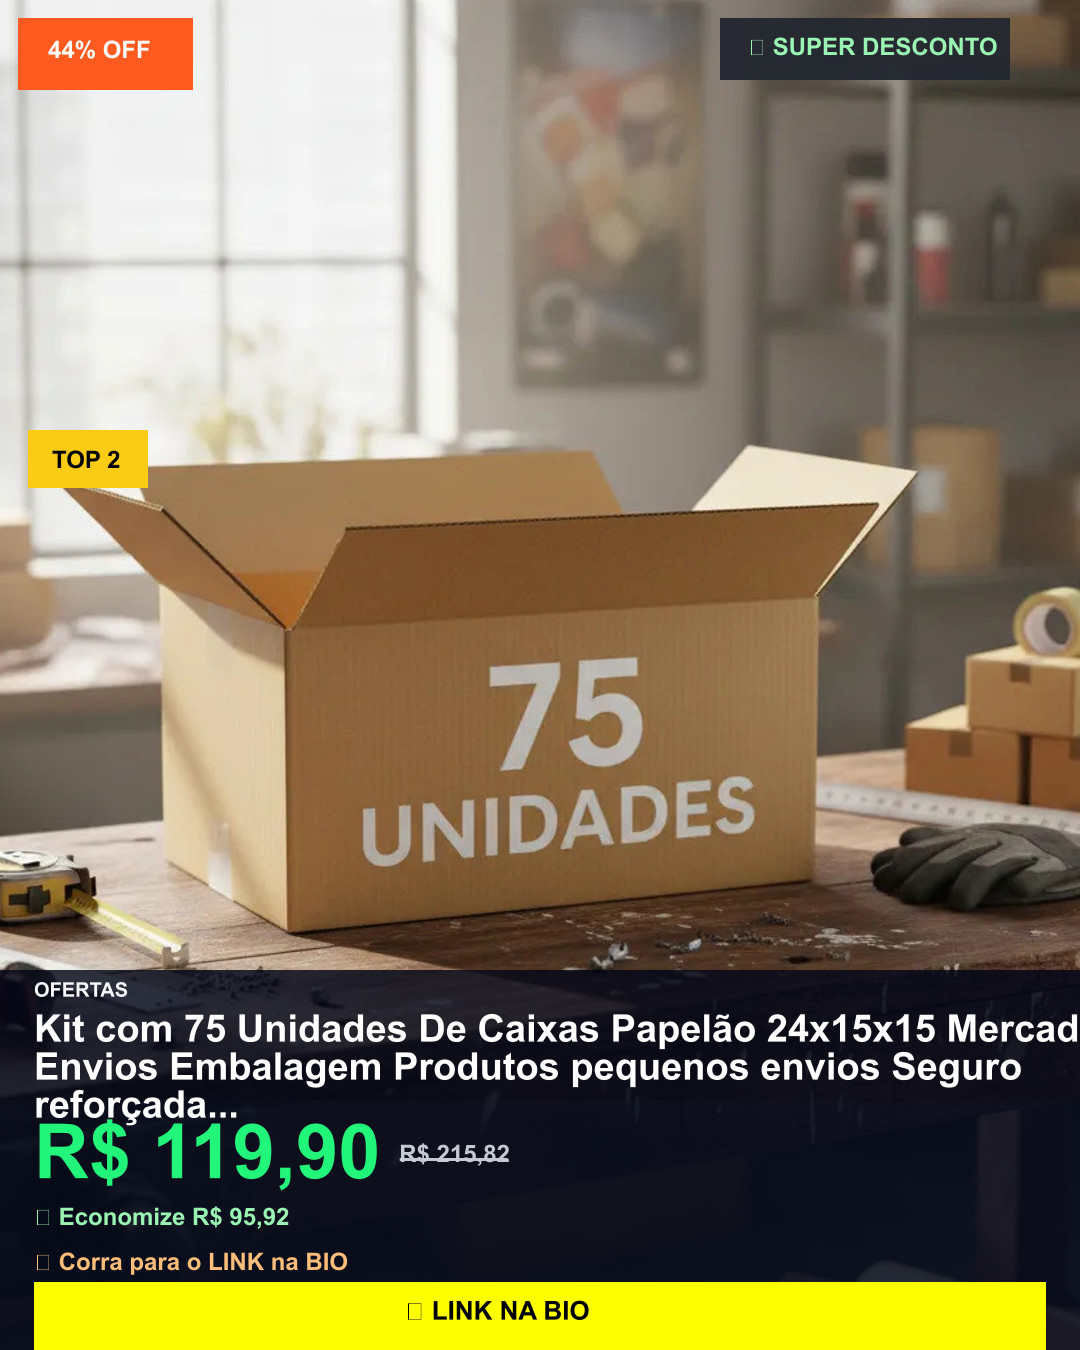 44% OFF
SUPER DESCONTO
TOP 2
75
UNIDADES
OFERTAS
Kit com 75 Unidades De Caixas Papelão 24x15x15 Mercad
Envios Embalagem Produtos pequenos envios Seguro
reforçada...
R$ 119,90 R$ 215,82
Economize R$ 95,92
Corra para o LINK na BIO
LINK NA BIO